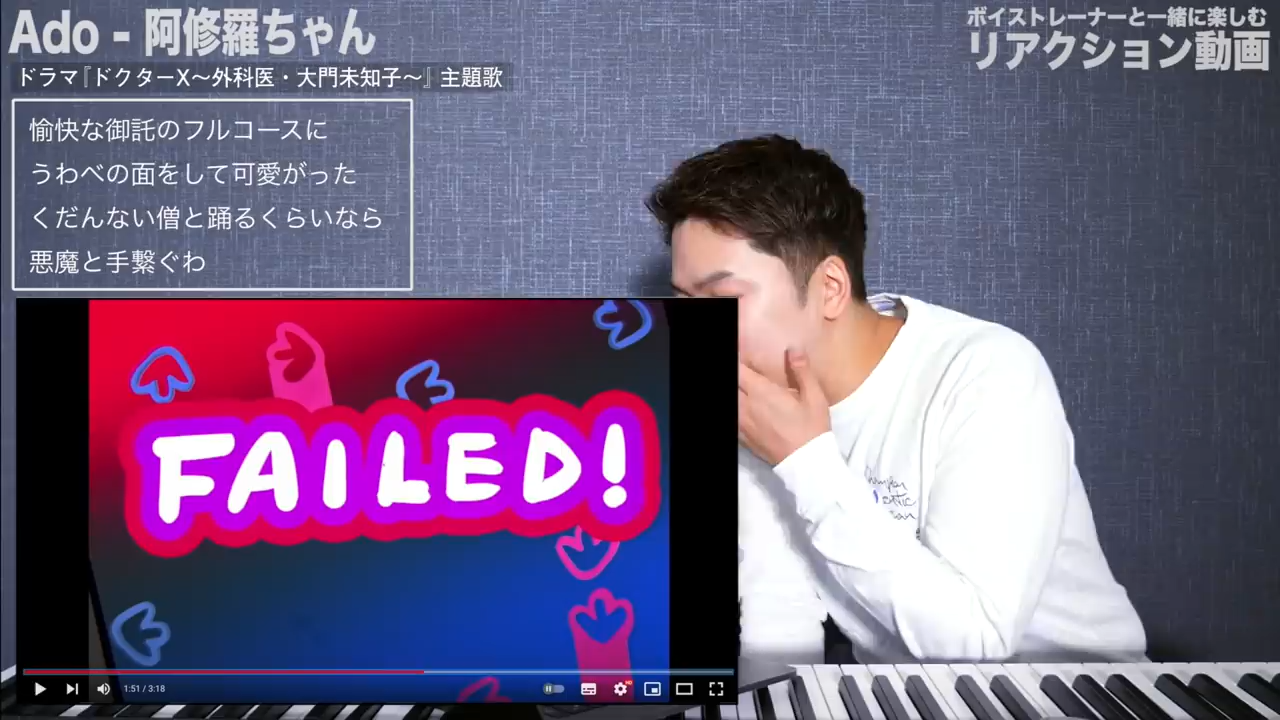 Ado - 阿修羅ちゃん
ドラマ『ドクターX〜外科医・大門未知子〜』 主題歌
ボイストレーナーと一緒に楽しむ
リアクション動画
愉快な御託のフルコースに
うわべの面をして可愛がった
くだんない僧と踊るくらいなら
悪魔と手繋ぐわ
FAILED!
1:51 / 3:18
HD